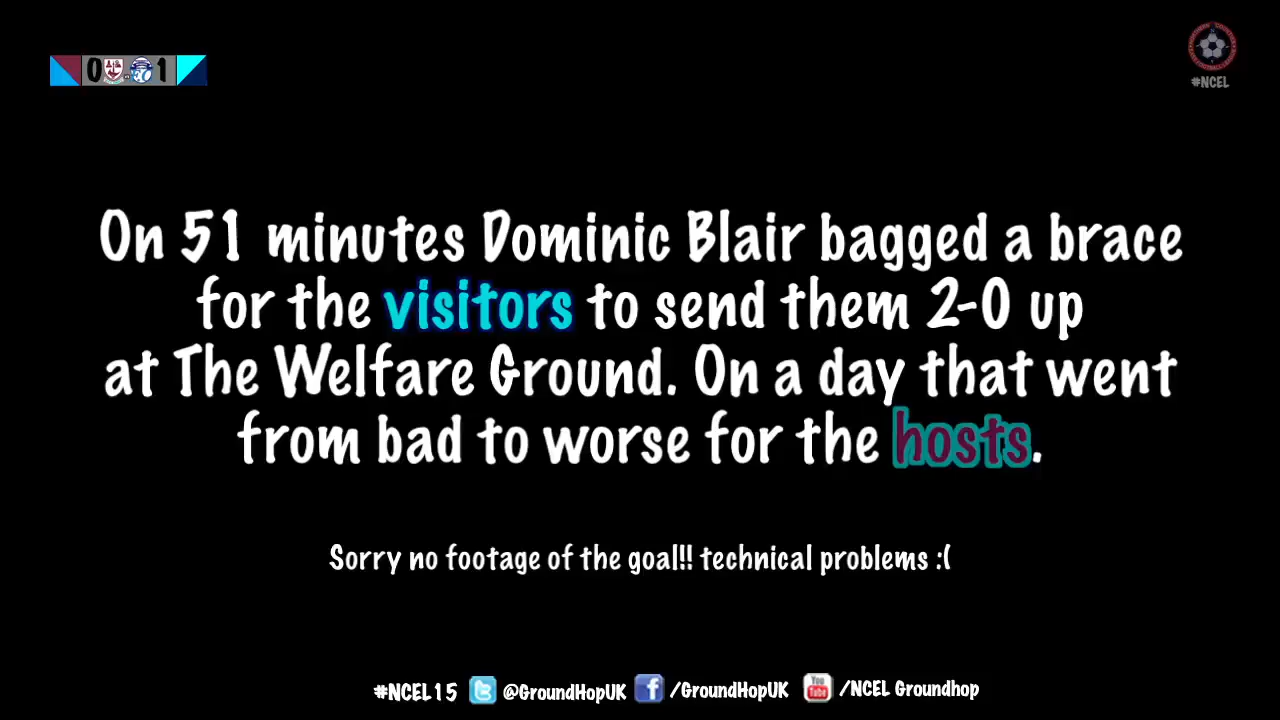 0 1
#NCEL
On 51 minutes Dominic Blair bagged a brace
for the visitors to send them 2-0 up
at The Welfare Ground. On a day that went
from bad to worse for the hosts.
Sorry no footage of the goal!! technical problems :(
#NCEL15 @GroundHopUK /GroundHopUK You Tube /NCEL Groundhop